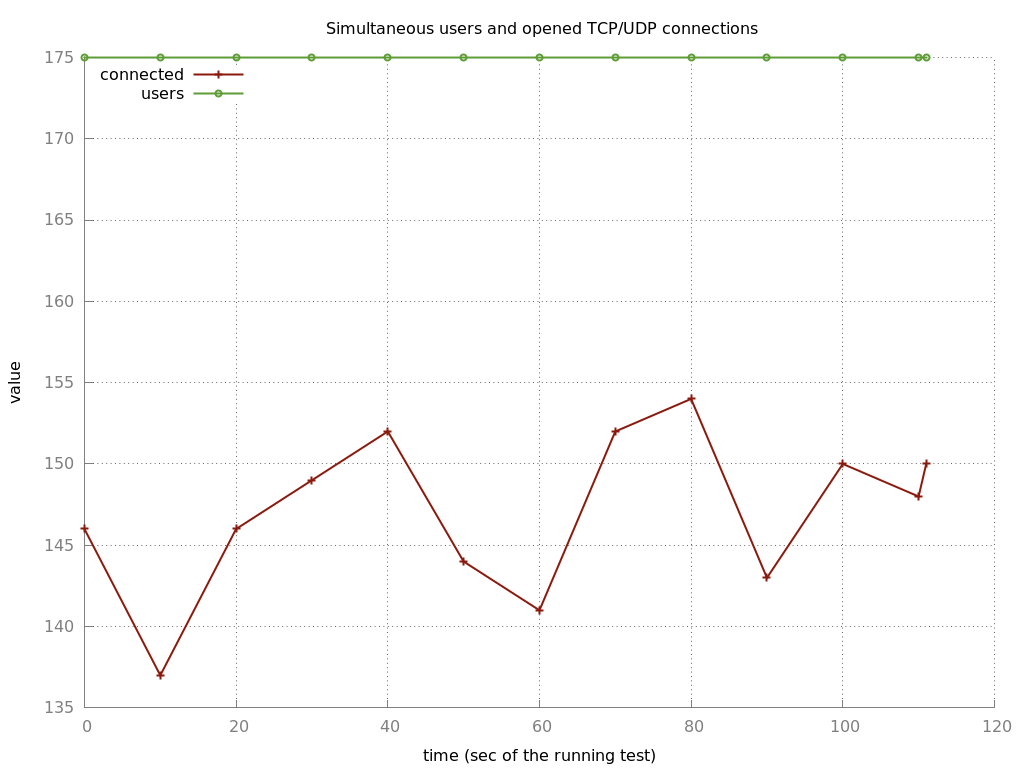 Simultaneous users and opened TCP/UDP connections
175
connected
users
170
165
160
155
value
150
145
140
135
0 20 40 60 80 100 120
time (sec of the running test)